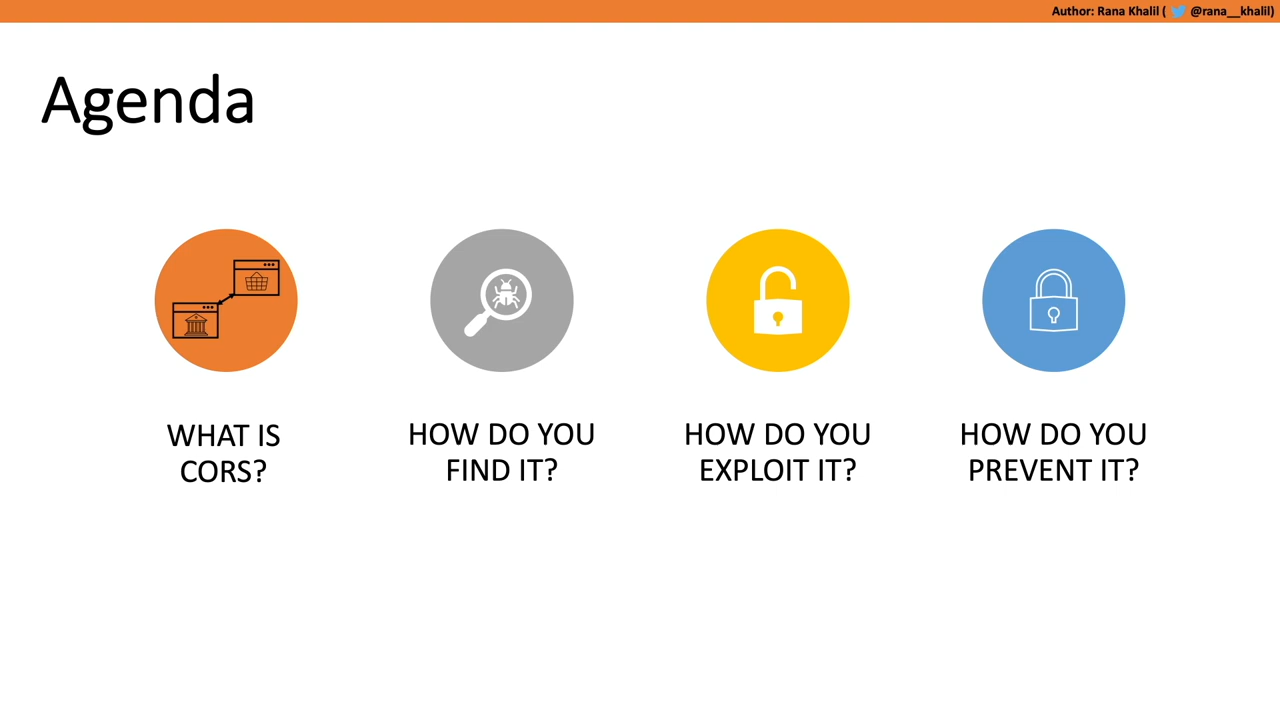 Author: Rana Khalil ( @rana__khalil)
Agenda
WHAT IS
CORS?
HOW DO YOU
FIND IT?
HOW DO YOU
EXPLOIT IT?
HOW DO YOU
PREVENT IT?